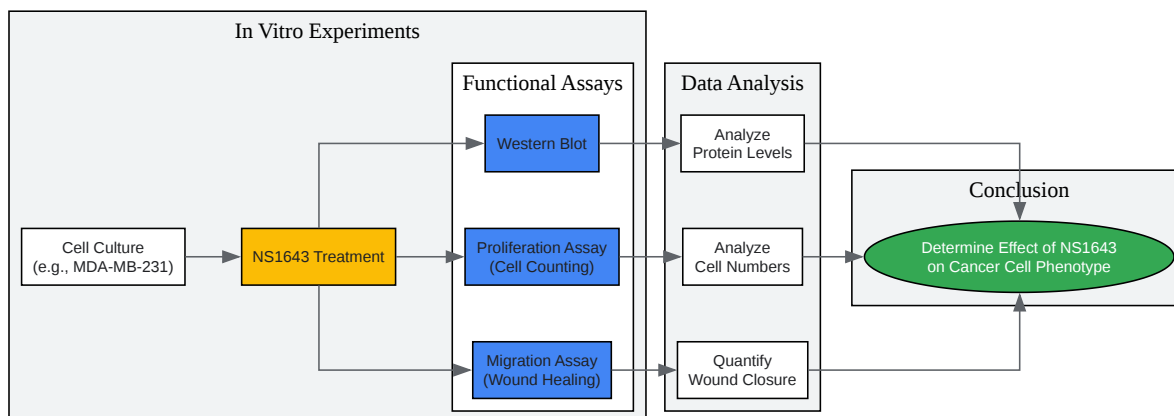 In Vitro Experiments
Functional Assays
Data Analysis
Western Blot
Analyze
Protein Levels
Conclusion
Cell Culture
(e.g., MDA-MB-231)
NS1643 Treatment
Proliferation Assay
(Cell Counting)
Analyze
Cell Numbers
Determine Effect of NS1643
on Cancer Cell Phenotype
Migration Assay
(Wound Healing)
Quantify
Wound Closure